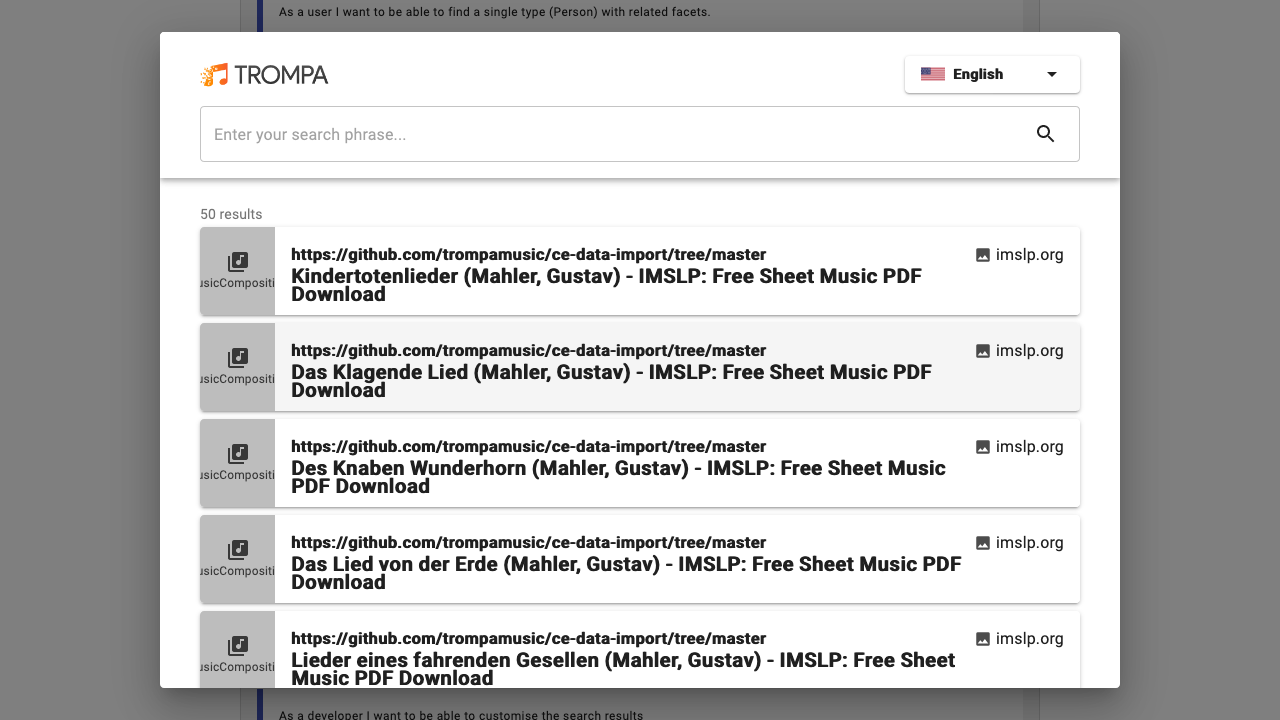 As a user I want to be able to find a single type (Person) with related facets.
TROMPA
English
Enter your search phrase...
50 results
usicCompositi
https://github.com/trompamusic/ce-data-import/tree/master
imslp.org
Kindertotenlieder (Mahler, Gustav) - IMSLP: Free Sheet Music PDF
Download
usicCompositi
https://github.com/trompamusic/ce-data-import/tree/master
imslp.org
Das Klagende Lied (Mahler, Gustav) - IMSLP: Free Sheet Music PDF
Download
usicCompositi
https://github.com/trompamusic/ce-data-import/tree/master
imslp.org
Des Knaben Wunderhorn (Mahler, Gustav) - IMSLP: Free Sheet Music
PDF Download
usicCompositi
https://github.com/trompamusic/ce-data-import/tree/master
imslp.org
Das Lied von der Erde (Mahler, Gustav) - IMSLP: Free Sheet Music PDF
Download
usicCompositi
https://github.com/trompamusic/ce-data-import/tree/master
imslp.org
Lieder eines fahrenden Gesellen (Mahler, Gustav) - IMSLP: Free Sheet
Music PDF Download
As a developer I want to be able to customise the search results